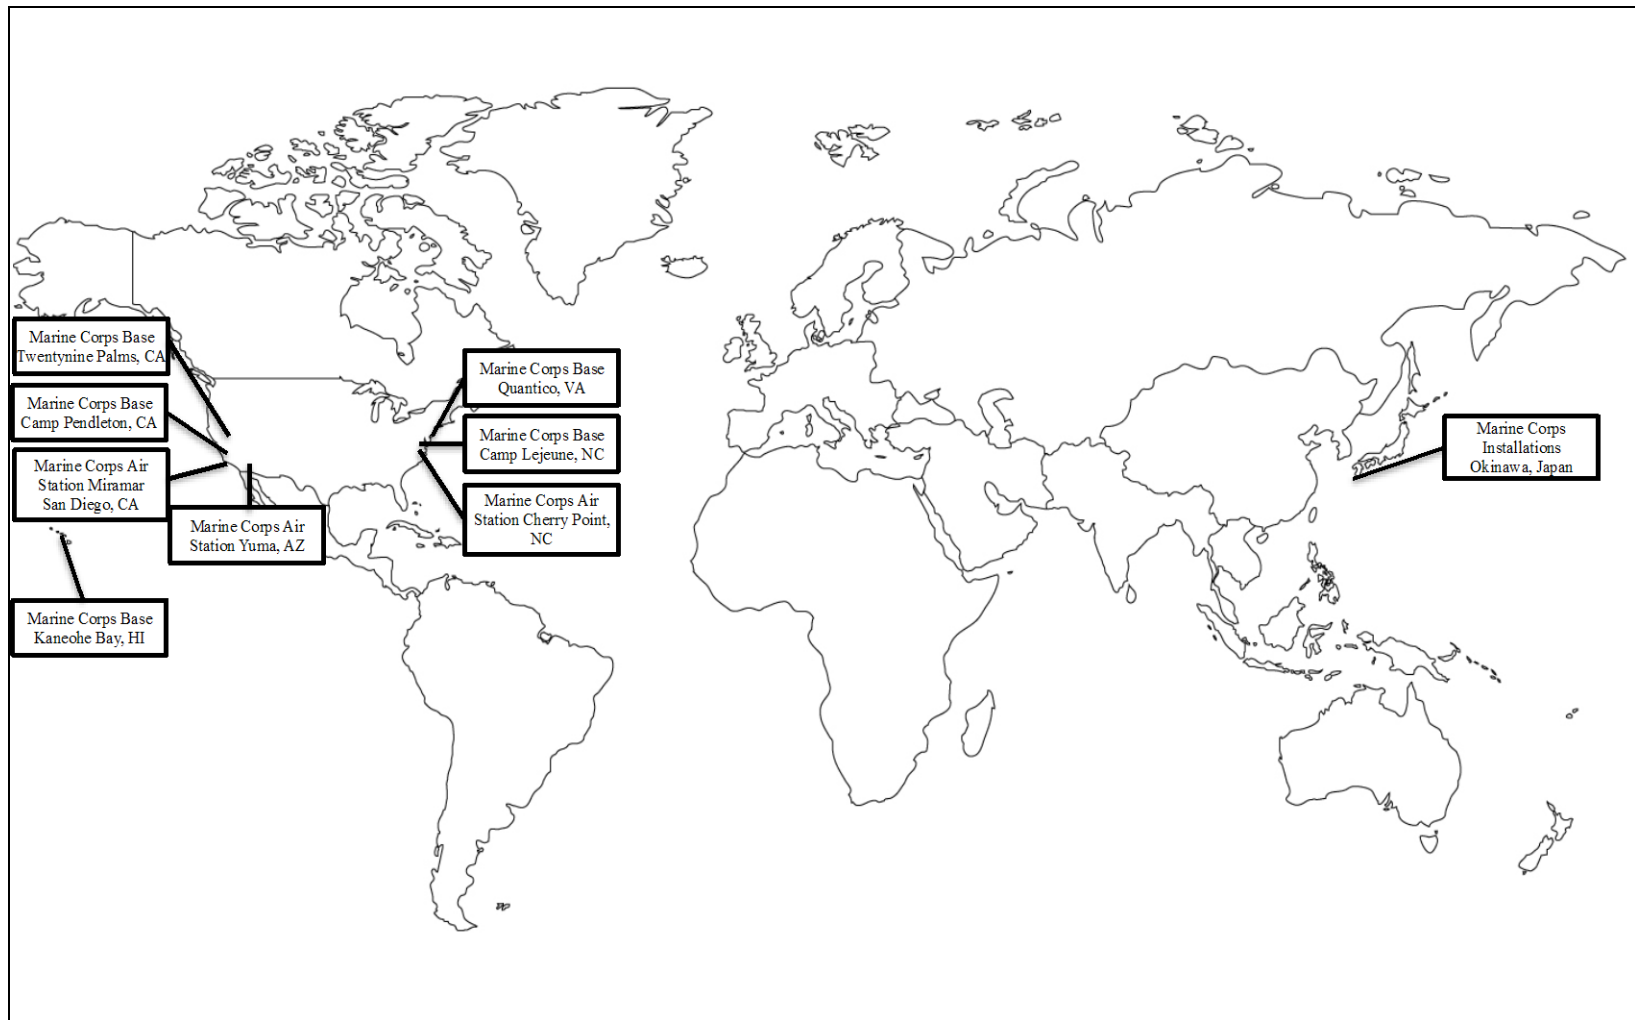 Marine Corps Base
Twentynine Palms, CA
Marine Corps Base
Camp Pendleton, CA
Marine Corps Air
Station Miramar
San Diego, CA
Marine Corps Air
Station Yuma, AZ
Marine Corps Base
Kaneohe Bay, HI
Marine Corps Base
Quantico, VA
Marine Corps Base
Camp Lejeune, NC
Marine Corps Air
Station Cherry Point,
NC
Marine Corps
Installations
Okinawa, Japan